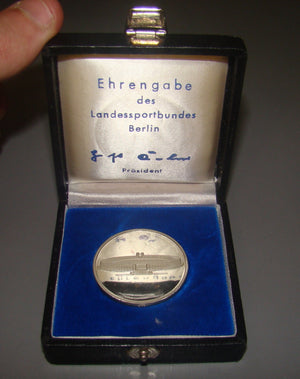 Ehrengabe
des
Landessportbundes
Berlin
Präsident